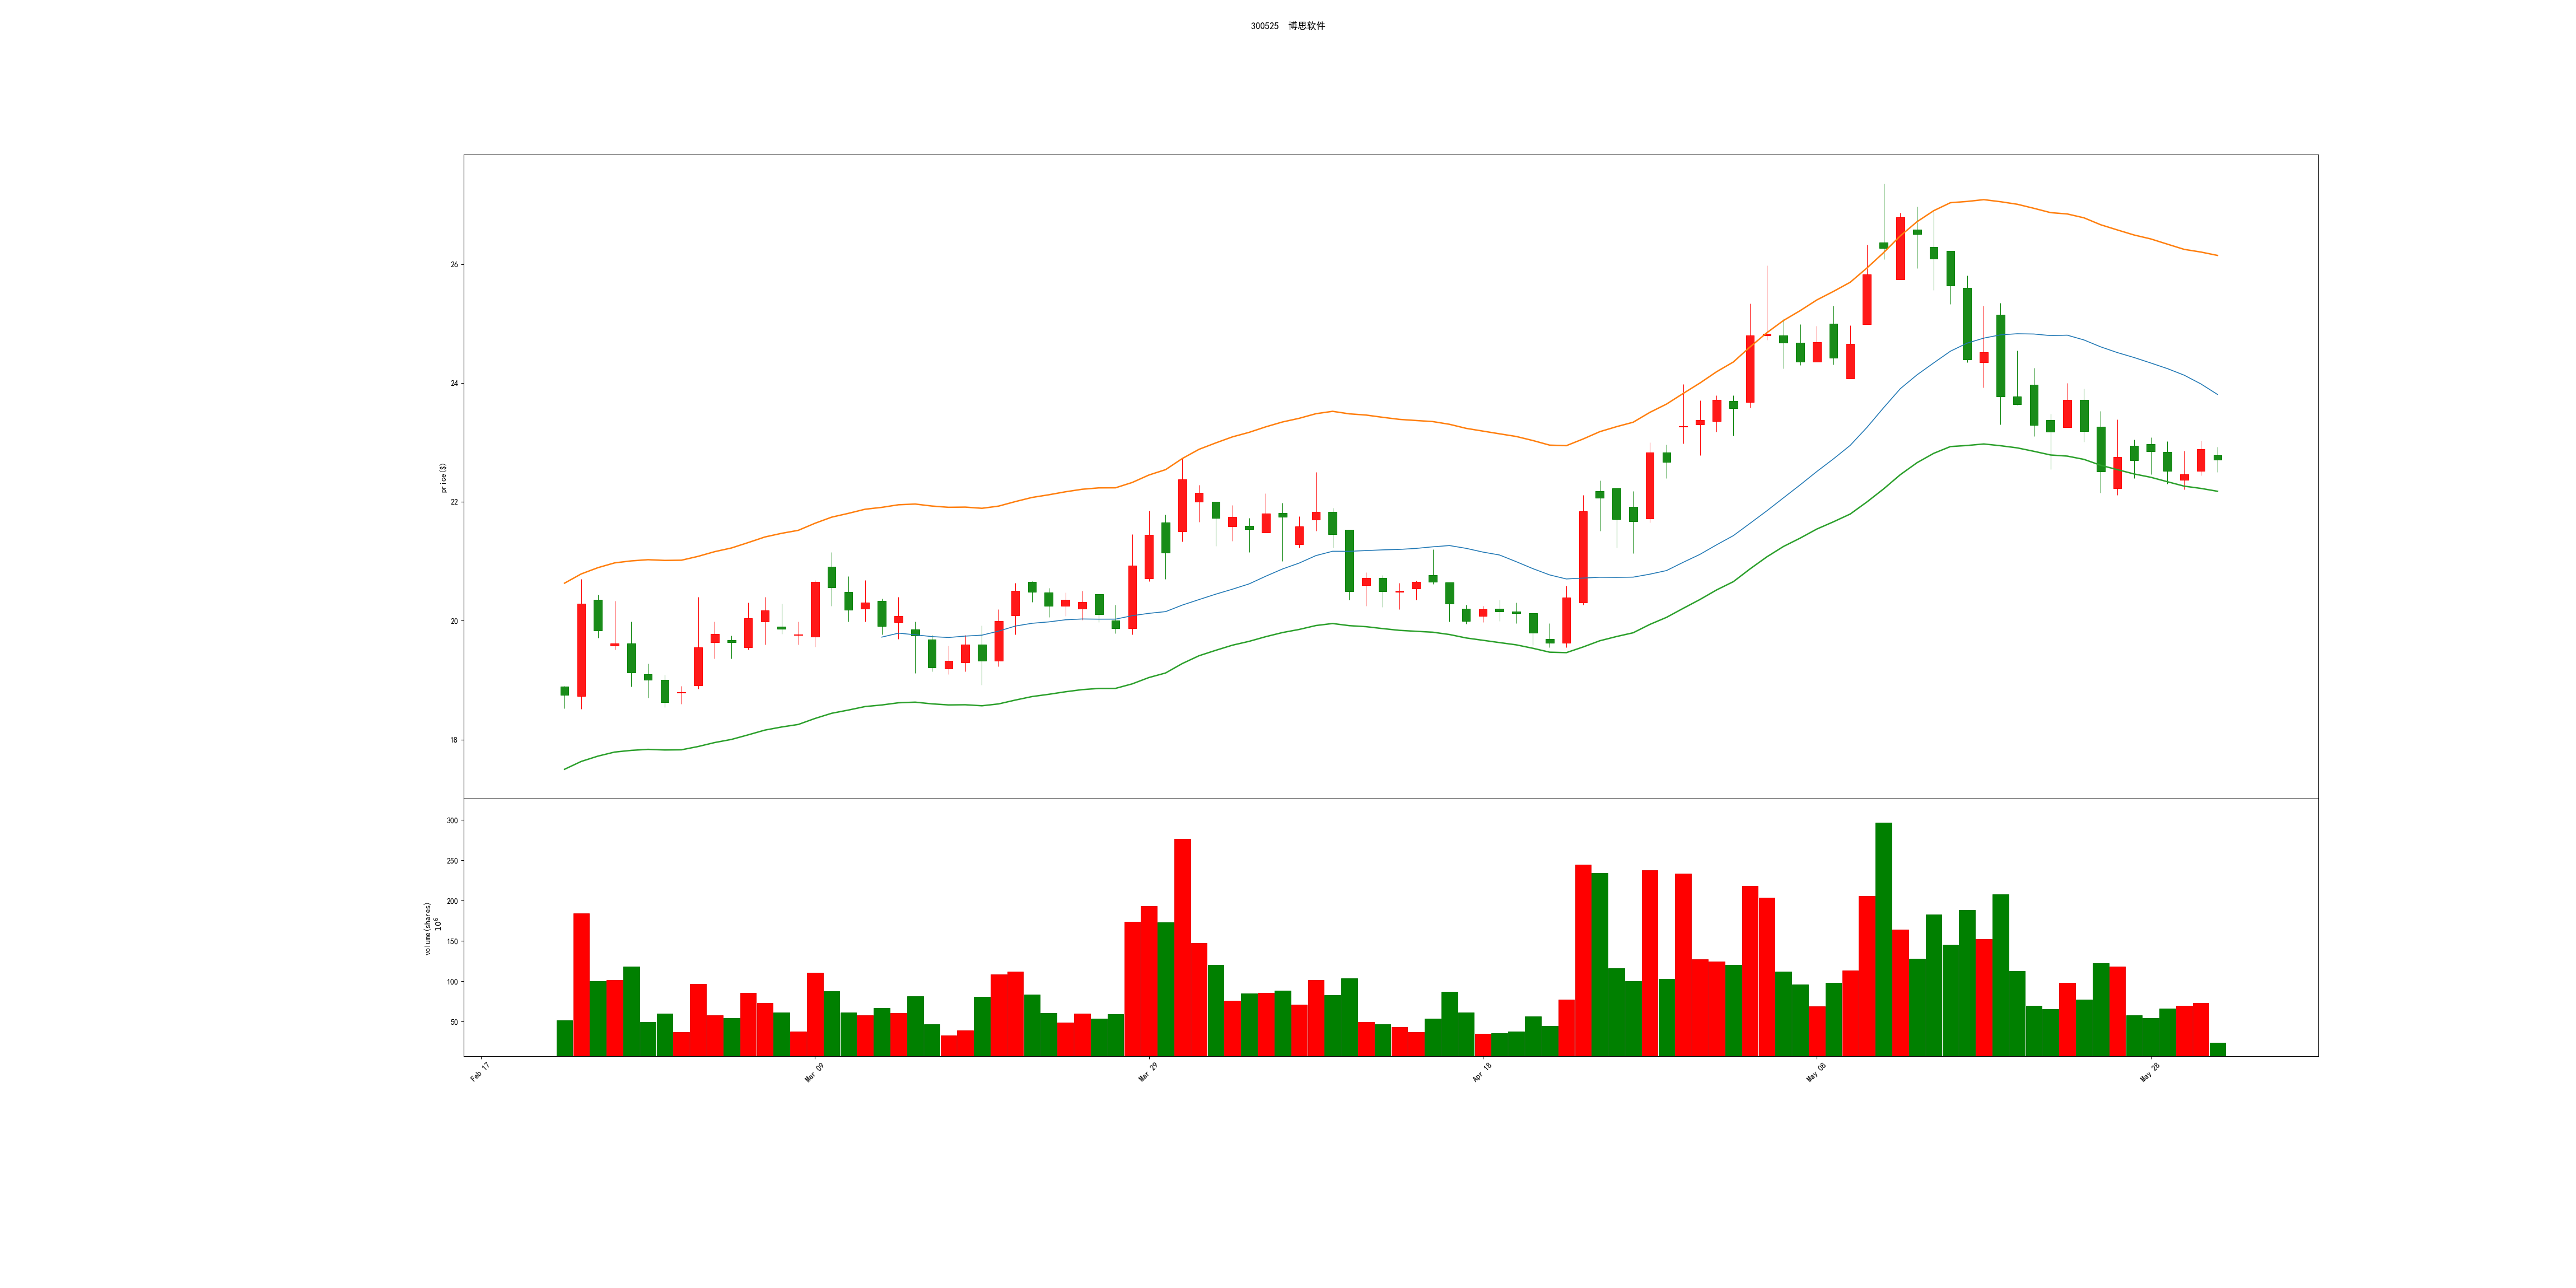 300525 博思软件
price($)
26
24
22
20
18
volume(shares)
10⁶
300
250
200
150
100
50
Feb 17
Mar 09
Mar 29
Apr 18
May 08
May 28